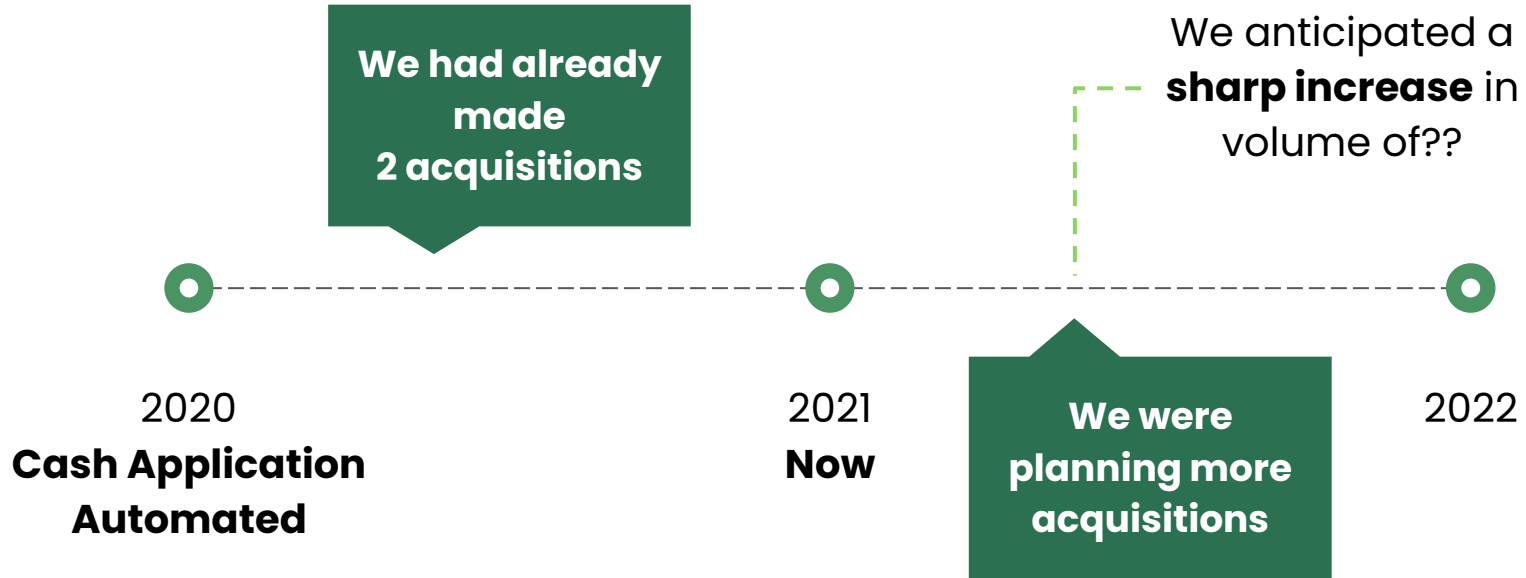 We had already
made
2 acquisitions
We anticipated a
sharp increase in
volume of??
2020
Cash Application
Automated
2021
Now
We were
planning more
acquisitions
2022